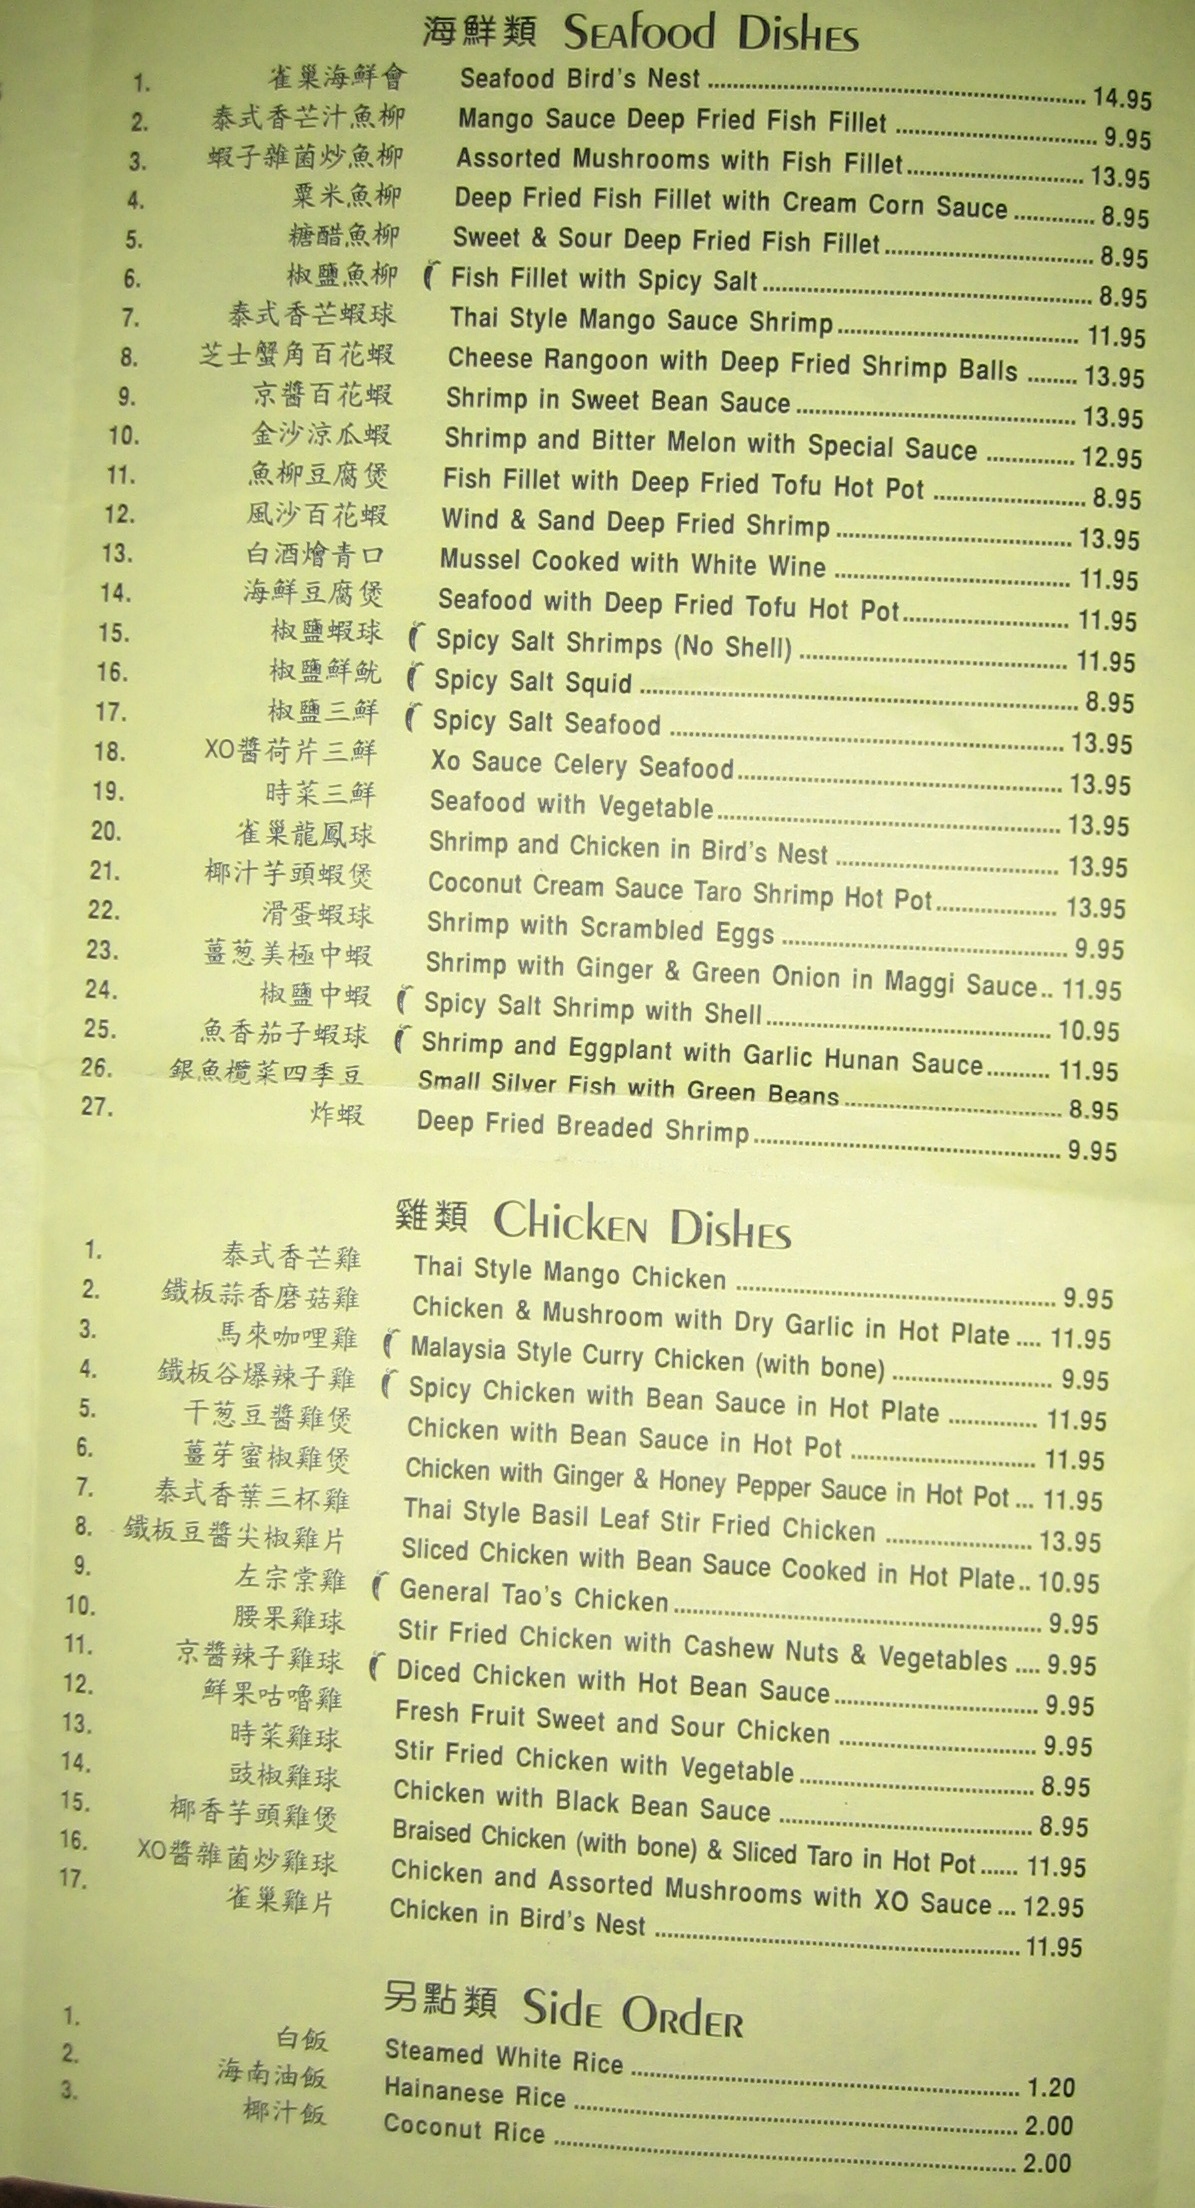 海鮮類 Seafood Dishes
1. 雀巢海鮮會 Seafood Bird's Nest 14.95
2. 泰式香芒汁魚柳 Mango Sauce Deep Fried Fish Fillet 9.95
3. 蝦子雜菌炒魚柳 Assorted Mushrooms with Fish Fillet 13.95
4. 粟米魚柳 Deep Fried Fish Fillet with Cream Corn Sauce 8.95
5. 糖醋魚柳 Sweet & Sour Deep Fried Fish Fillet 8.95
6. 椒鹽魚柳 Fish Fillet with Spicy Salt 8.95
7. 泰式香芒蝦球 Thai Style Mango Sauce Shrimp 11.95
8. 芝士蟹角百花蝦 Cheese Rangoon with Deep Fried Shrimp Balls 13.95
9. 京醬百花蝦 Shrimp in Sweet Bean Sauce 13.95
10. 金沙涼瓜蝦 Shrimp and Bitter Melon with Special Sauce 12.95
11. 魚柳豆腐煲 Fish Fillet with Deep Fried Tofu Hot Pot 8.95
12. 風沙百花蝦 Wind & Sand Deep Fried Shrimp 13.95
13. 白酒燴青口 Mussel Cooked with White Wine 11.95
14. 海鮮豆腐煲 Seafood with Deep Fried Tofu Hot Pot 11.95
15. 椒鹽蝦球 Spicy Salt Shrimps (No Shell) 11.95
16. 椒鹽鮮魷 Spicy Salt Squid 8.95
17. 椒鹽三鮮 Spicy Salt Seafood 13.95
18. XO醬荷芹三鮮 Xo Sauce Celery Seafood 13.95
19. 時菜三鮮 Seafood with Vegetable 13.95
20. 雀巢龍鳳球 Shrimp and Chicken in Bird's Nest 13.95
21. 椰汁芋頭蝦煲 Coconut Cream Sauce Taro Shrimp Hot Pot 13.95
22. 滑蛋蝦球 Shrimp with Scrambled Eggs 9.95
23. 薑葱美極中蝦 Shrimp with Ginger & Green Onion in Maggi Sauce 11.95
24. 椒鹽中蝦 Spicy Salt Shrimp with Shell 10.95
25. 魚香茄子蝦球 Shrimp and Eggplant with Garlic Hunan Sauce 11.95
26. 銀魚欖菜四季豆 Small Silver Fish with Green Beans 8.95
27. 炸蝦 Deep Fried Breaded Shrimp 9.95
雞類 Chicken Dishes
1. 泰式香芒雞 Thai Style Mango Chicken 9.95
2. 鐵板蒜香磨菇雞 Chicken & Mushroom with Dry Garlic in Hot Plate 11.95
3. 馬來咖哩雞 Malaysia Style Curry Chicken (with bone) 9.95
4. 鐵板谷爆辣子雞 Spicy Chicken with Bean Sauce in Hot Plate 11.95
5. 干葱豆醬雞煲 Chicken with Bean Sauce in Hot Pot 11.95
6. 薑芽蜜椒雞煲 Chicken with Ginger & Honey Pepper Sauce in Hot Pot 11.95
7. 泰式香葉三杯雞 Thai Style Basil Leaf Stir Fried Chicken 13.95
8. 鐵板豆醬尖椒雞片 Sliced Chicken with Bean Sauce Cooked in Hot Plate 10.95
9. 左宗棠雞 General Tao's Chicken 9.95
10. 腰果雞球 Stir Fried Chicken with Cashew Nuts & Vegetables 9.95
11. 京醬辣子雞球 Diced Chicken with Hot Bean Sauce 9.95
12. 鮮果咕嚕雞 Fresh Fruit Sweet and Sour Chicken 9.95
13. 時菜雞球 Stir Fried Chicken with Vegetable 8.95
14. 豉椒雞球 Chicken with Black Bean Sauce 8.95
15. 椰香芋頭雞煲 Braised Chicken (with bone) & Sliced Taro in Hot Pot 11.95
16. XO醬雜菌炒雞球 Chicken and Assorted Mushrooms with XO Sauce 12.95
17. 雀巢雞片 Chicken in Bird's Nest 11.95
另點類 Side Order
1. 白飯 Steamed White Rice 1.20
2. 海南油飯 Hainanese Rice 2.00
3. 椰汁飯 Coconut Rice 2.00